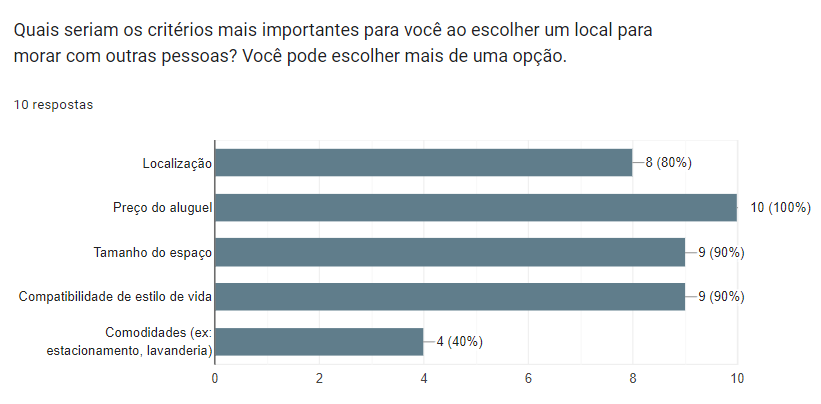 Quais seriam os critérios mais importantes para você ao escolher um local para
morar com outras pessoas? Você pode escolher mais de uma opção.
10 respostas
Localização
8 (80%)
Preço do aluguel
10 (100%)
Tamanho do espaço
9 (90%)
Compatibilidade de estilo de vida
9 (90%)
Comodidades (ex:
estacionamento, lavanderia)
4 (40%)
0 2 4 6 8 10